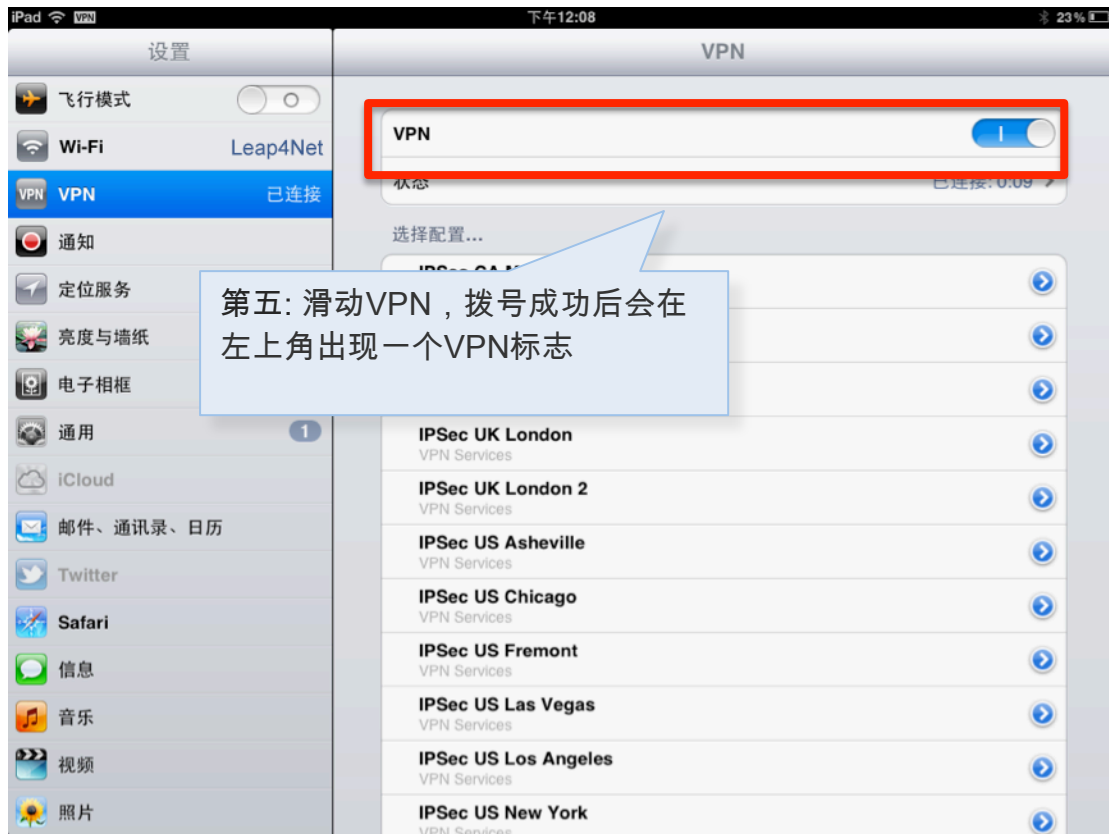 iPad VPN 下午12:08 23%
设置
VPN
飞行模式
Wi-Fi Leap4Net
VPN VPN 已连接
通知
定位服务
亮度与墙纸
电子相框
通用 1
iCloud
邮件、通讯录、日历
Twitter
Safari
信息
音乐
视频
照片
VPN
状态 已连接: 0:09
选择配置...
第五: 滑动VPN，拨号成功后会在
左上角出现一个VPN标志
IPSec UK London
VPN Services
IPSec UK London 2
VPN Services
IPSec US Asheville
VPN Services
IPSec US Chicago
VPN Services
IPSec US Fremont
VPN Services
IPSec US Las Vegas
VPN Services
IPSec US Los Angeles
VPN Services
IPSec US New York
VPN Services